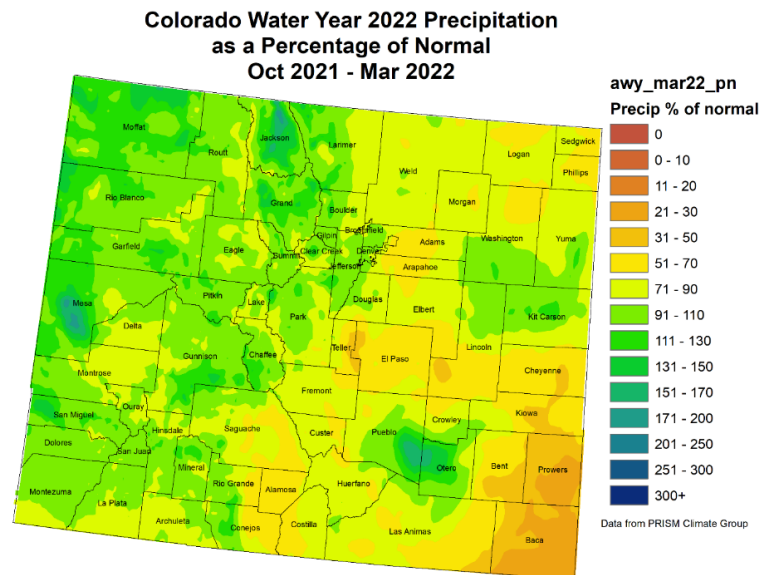 Colorado Water Year 2022 Precipitation
as a Percentage of Normal
Oct 2021 - Mar 2022
awy_mar22_pn
Precip % of normal
0
0 - 10
11 - 20
21 - 30
31 - 50
51 - 70
71 - 90
91 - 110
111 - 130
131 - 150
151 - 170
171 - 200
201 - 250
251 - 300
300+
Data from PRISM Climate Group
Moffat
Routt
Jackson
Larimer
Weld
Logan
Sedgwick
Phillips
Morgan
Rio Blanco
Grand
Boulder
Broomfield
Gilpin
Adams
Washington
Yuma
Garfield
Eagle
Summit
Clear Creek
Denver
Jefferson
Arapahoe
Pitkin
Lake
Park
Douglas
Elbert
Kit Carson
Mesa
Delta
Gunnison
Chaffee
Teller
El Paso
Lincoln
Cheyenne
Montrose
Fremont
Ouray
San Miguel
Hinsdale
Saguache
Custer
Pueblo
Crowley
Kiowa
Dolores
San Juan
Mineral
Rio Grande
Alamosa
Huerfano
Otero
Bent
Prowers
Montezuma
La Plata
Archuleta
Conejos
Costilla
Las Animas
Baca